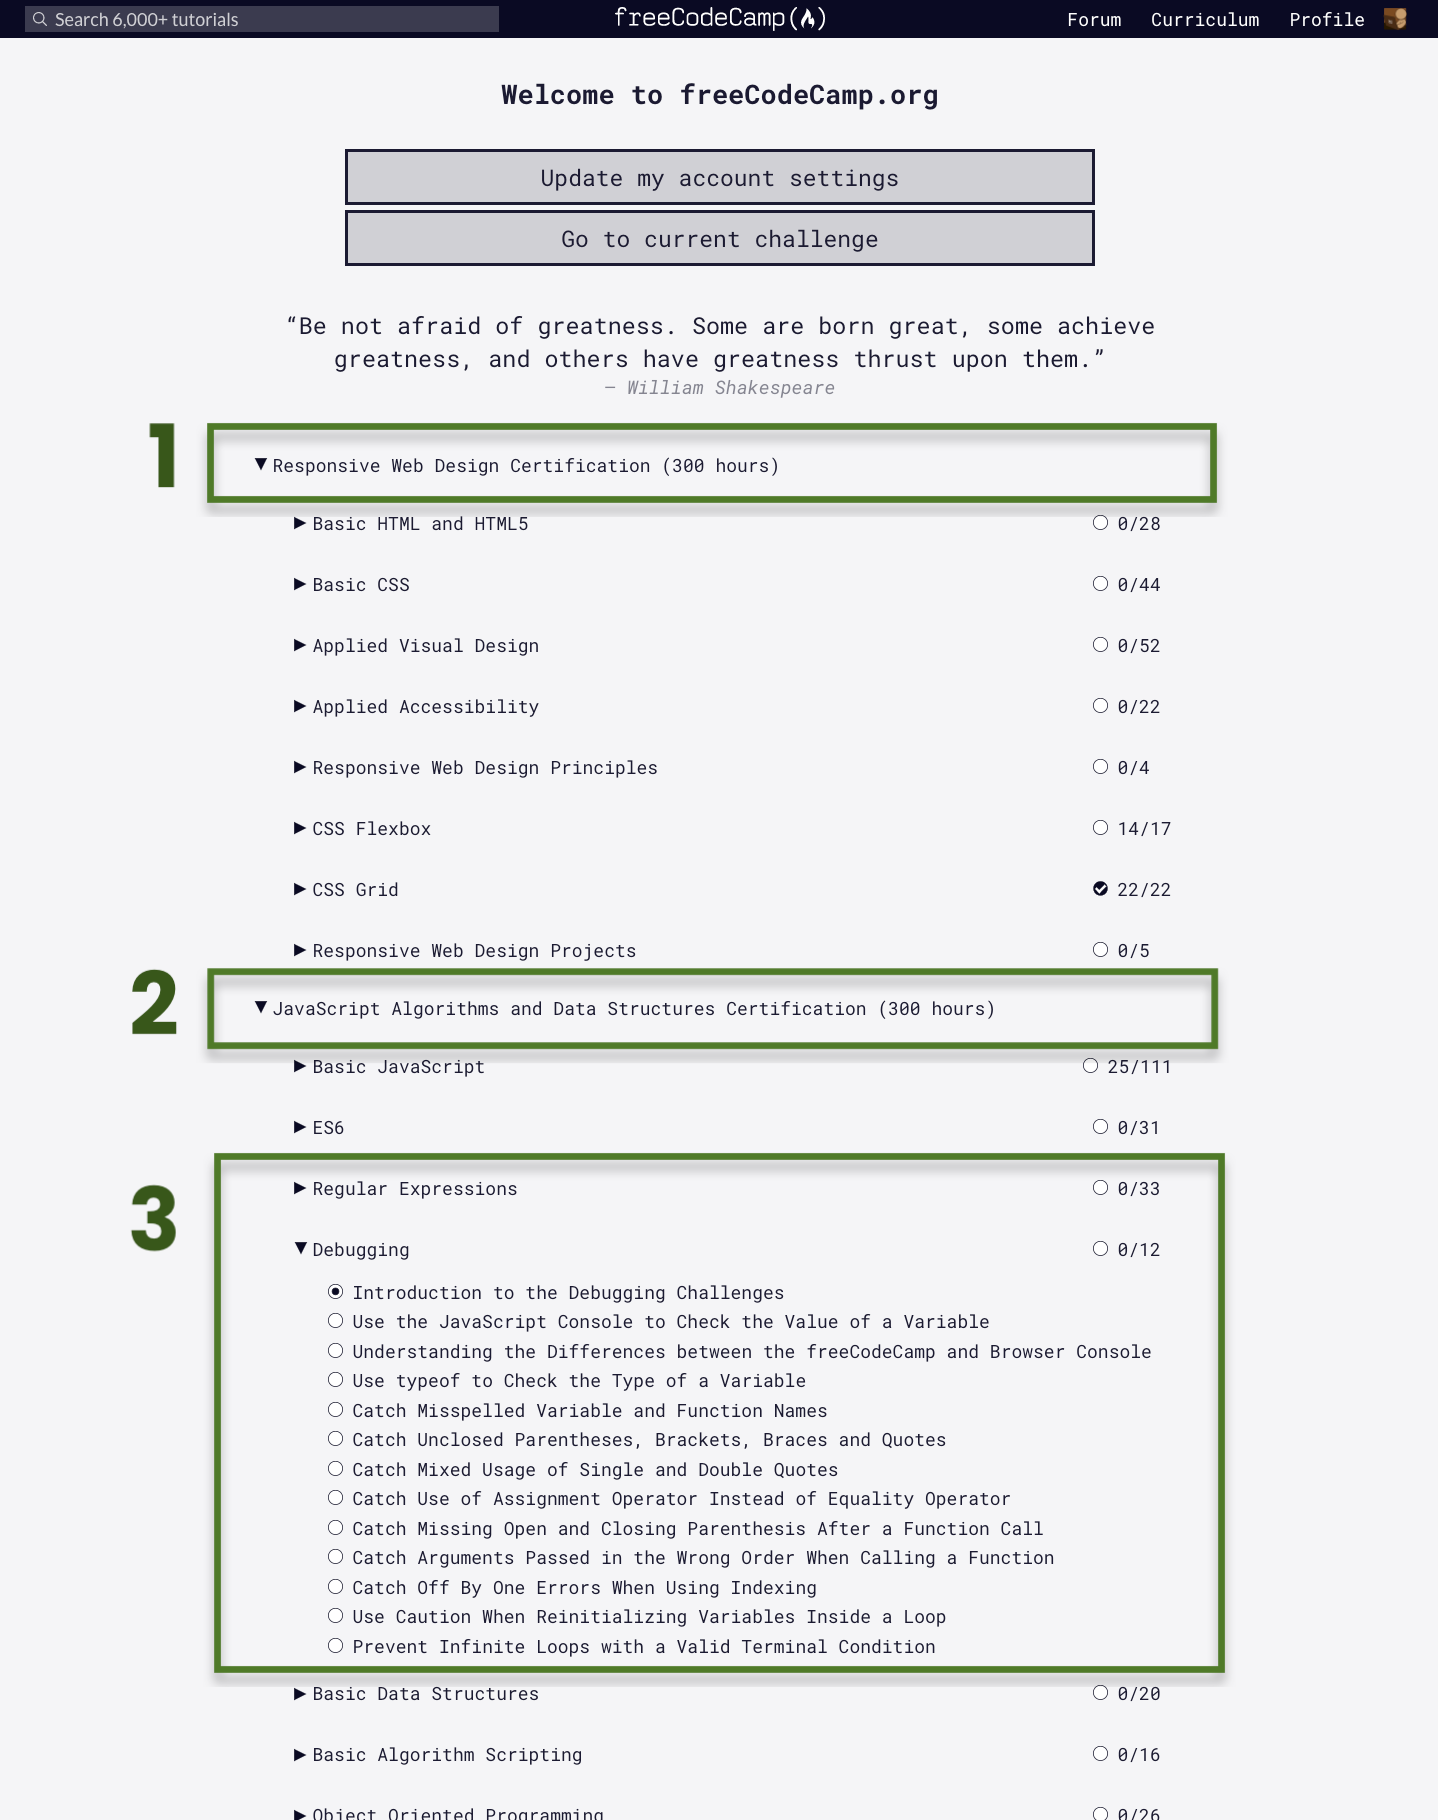 Search 6,000+ tutorials
freeCodeCamp(🔥)
Forum Curriculum Profile
Welcome to freeCodeCamp.org
Update my account settings
Go to current challenge
“Be not afraid of greatness. Some are born great, some achieve
greatness, and others have greatness thrust upon them.”
— William Shakespeare
1
Responsive Web Design Certification (300 hours)
Basic HTML and HTML5 0/28
Basic CSS 0/44
Applied Visual Design 0/52
Applied Accessibility 0/22
Responsive Web Design Principles 0/4
CSS Flexbox 14/17
CSS Grid 22/22
Responsive Web Design Projects 0/5
2
JavaScript Algorithms and Data Structures Certification (300 hours)
Basic JavaScript 25/111
ES6 0/31
3
Regular Expressions 0/33
Debugging 0/12
Introduction to the Debugging Challenges
Use the JavaScript Console to Check the Value of a Variable
Understanding the Differences between the freeCodeCamp and Browser Console
Use typeof to Check the Type of a Variable
Catch Misspelled Variable and Function Names
Catch Unclosed Parentheses, Brackets, Braces and Quotes
Catch Mixed Usage of Single and Double Quotes
Catch Use of Assignment Operator Instead of Equality Operator
Catch Missing Open and Closing Parenthesis After a Function Call
Catch Arguments Passed in the Wrong Order When Calling a Function
Catch Off By One Errors When Using Indexing
Use Caution When Reinitializing Variables Inside a Loop
Prevent Infinite Loops with a Valid Terminal Condition
Basic Data Structures 0/20
Basic Algorithm Scripting 0/16
Object Oriented Programming 0/26